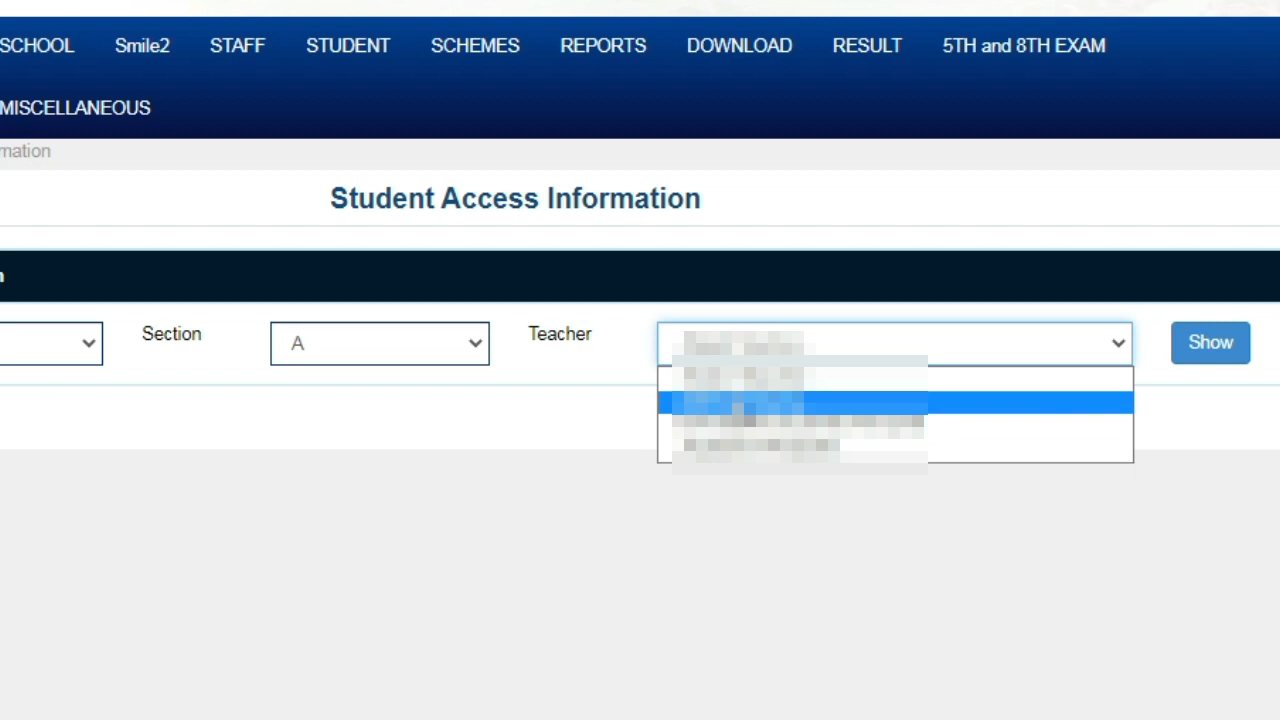 SCHOOL Smile2 STAFF STUDENT SCHEMES REPORTS DOWNLOAD RESULT 5TH and 8TH EXAM
MISCELLANEOUS
mation
Student Access Information
n
Section A Teacher Show